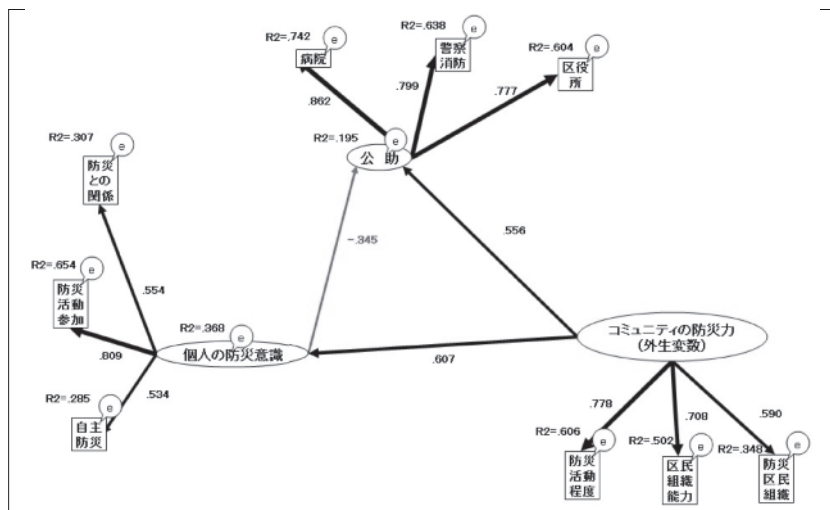 R2=.742
e
病院
R2=.638
e
警察
消防
R2=.604
e
区役
所
.862
.799
.777
R2=.195
e
公 助
R2=.307
e
防災
との
関係
.554
-.345
.556
R2=.654
e
防災
活動
参加
.809
R2=.368
e
個人の防災意識
.607
コミュニティの防災力
(外生変数)
R2=.285
e
自主
防災
.534
.778
.708
.590
R2=.606
e
防災
活動
程度
R2=.502
e
区民
組織
能力
R2=.348
e
防災
区民
組織